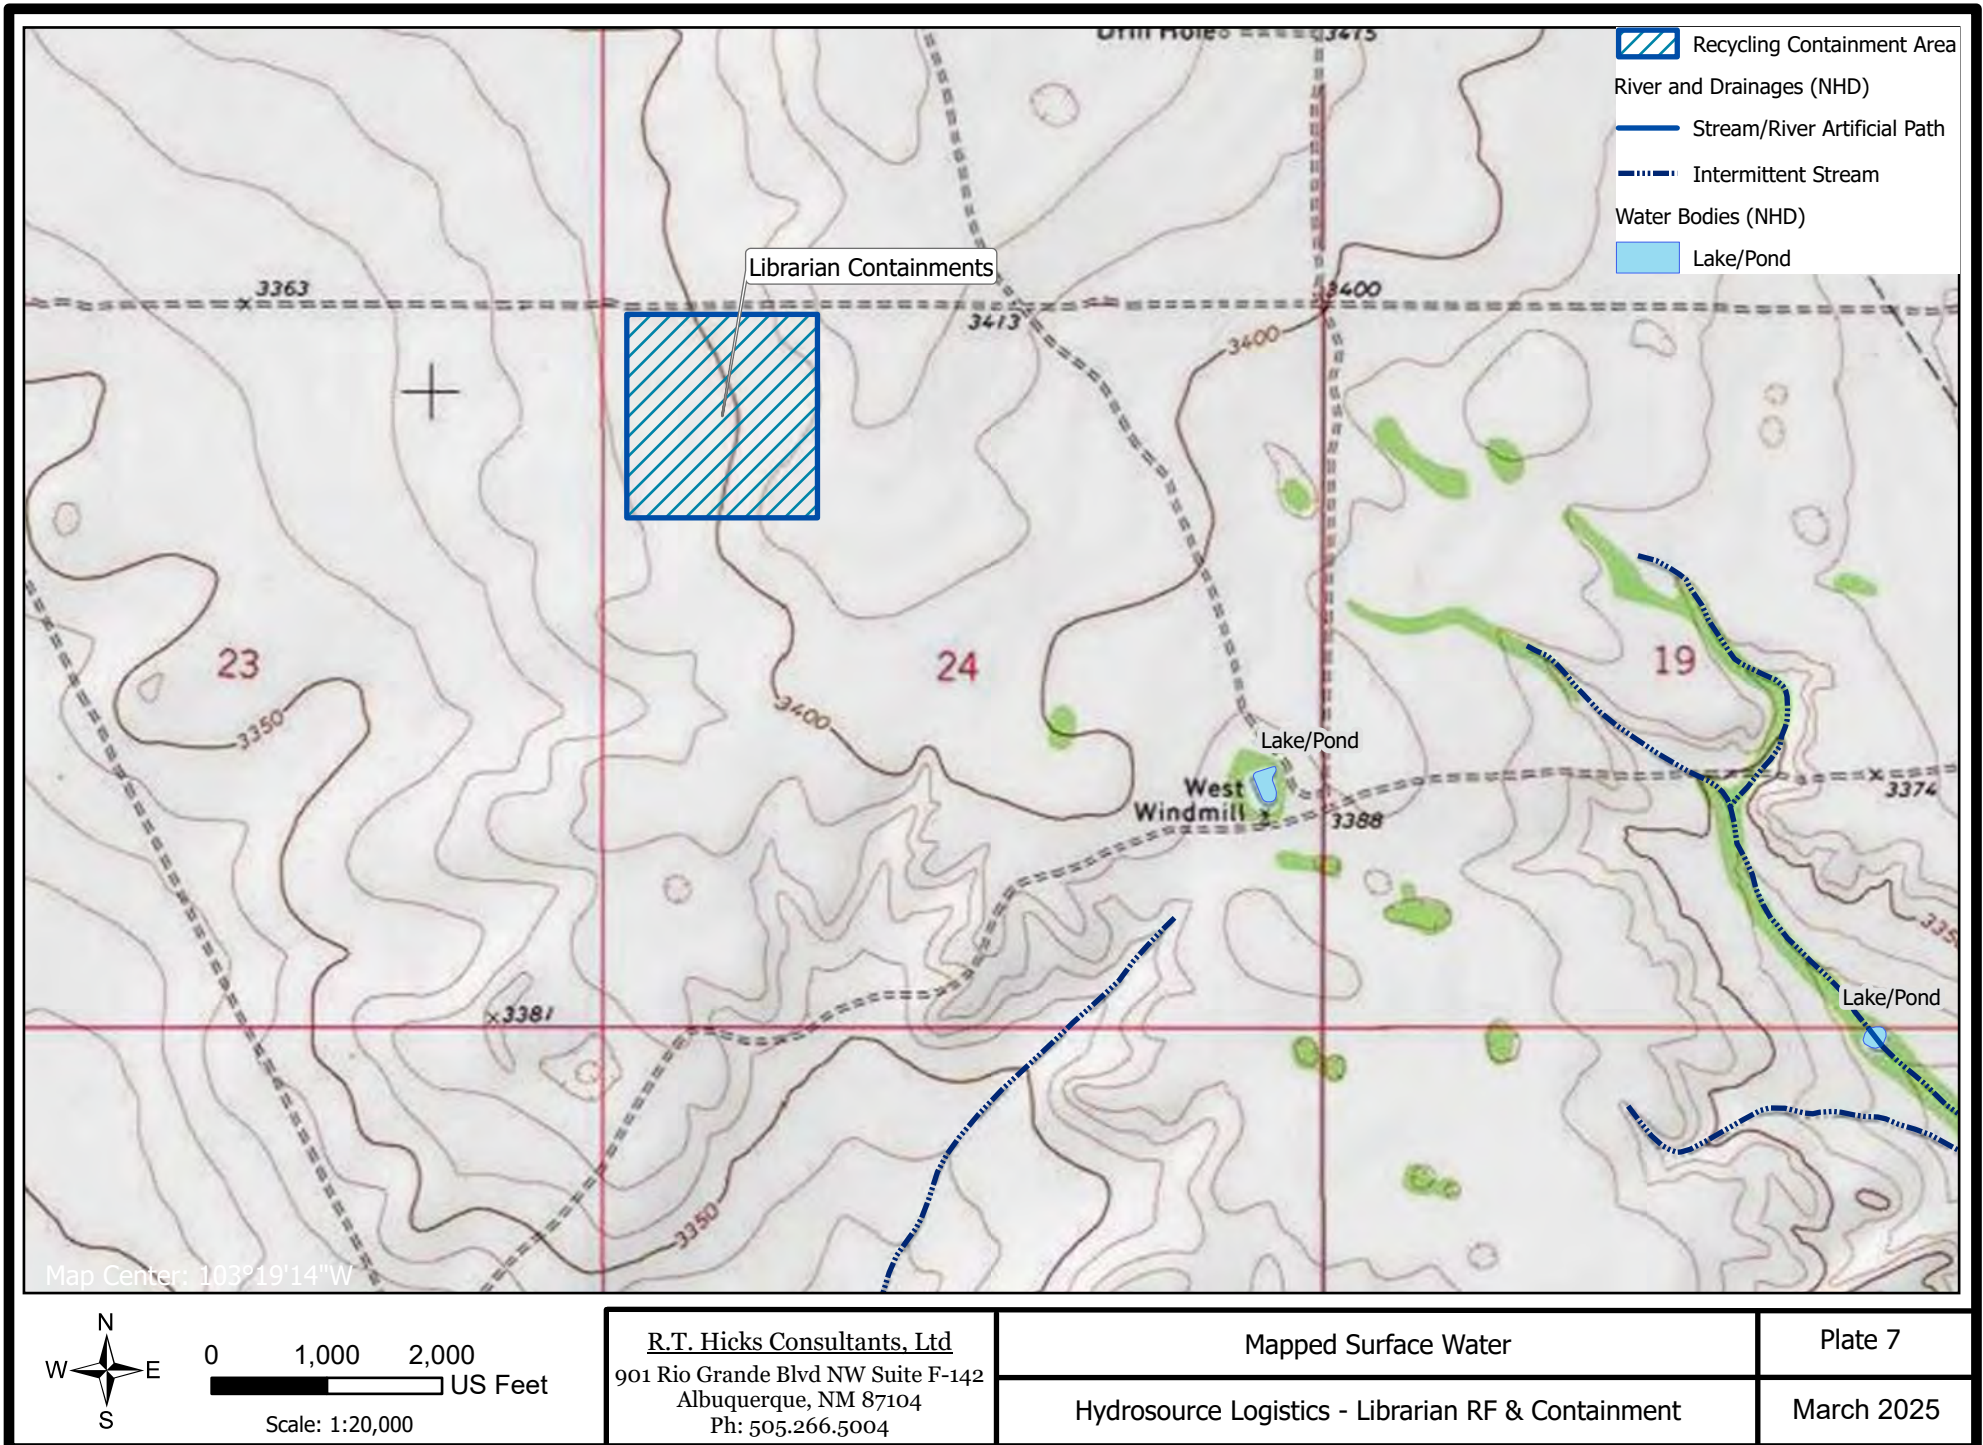 Drill Hole
3415
Recycling Containment Area
River and Drainages (NHD)
Stream/River Artificial Path
Intermittent Stream
Water Bodies (NHD)
Lake/Pond
Librarian Containments
3363
3413
3400
3400
23
24
19
3350
3400
Lake/Pond
West
Windmill
3388
3374
3350
Lake/Pond
3381
3350
Map Center: 103°19'14"W
N
W E
S
0 1,000 2,000
US Feet
Scale: 1:20,000
R.T. Hicks Consultants, Ltd
901 Rio Grande Blvd NW Suite F-142
Albuquerque, NM 87104
Ph: 505.266.5004
Mapped Surface Water
Hydrosource Logistics - Librarian RF & Containment
Plate 7
March 2025